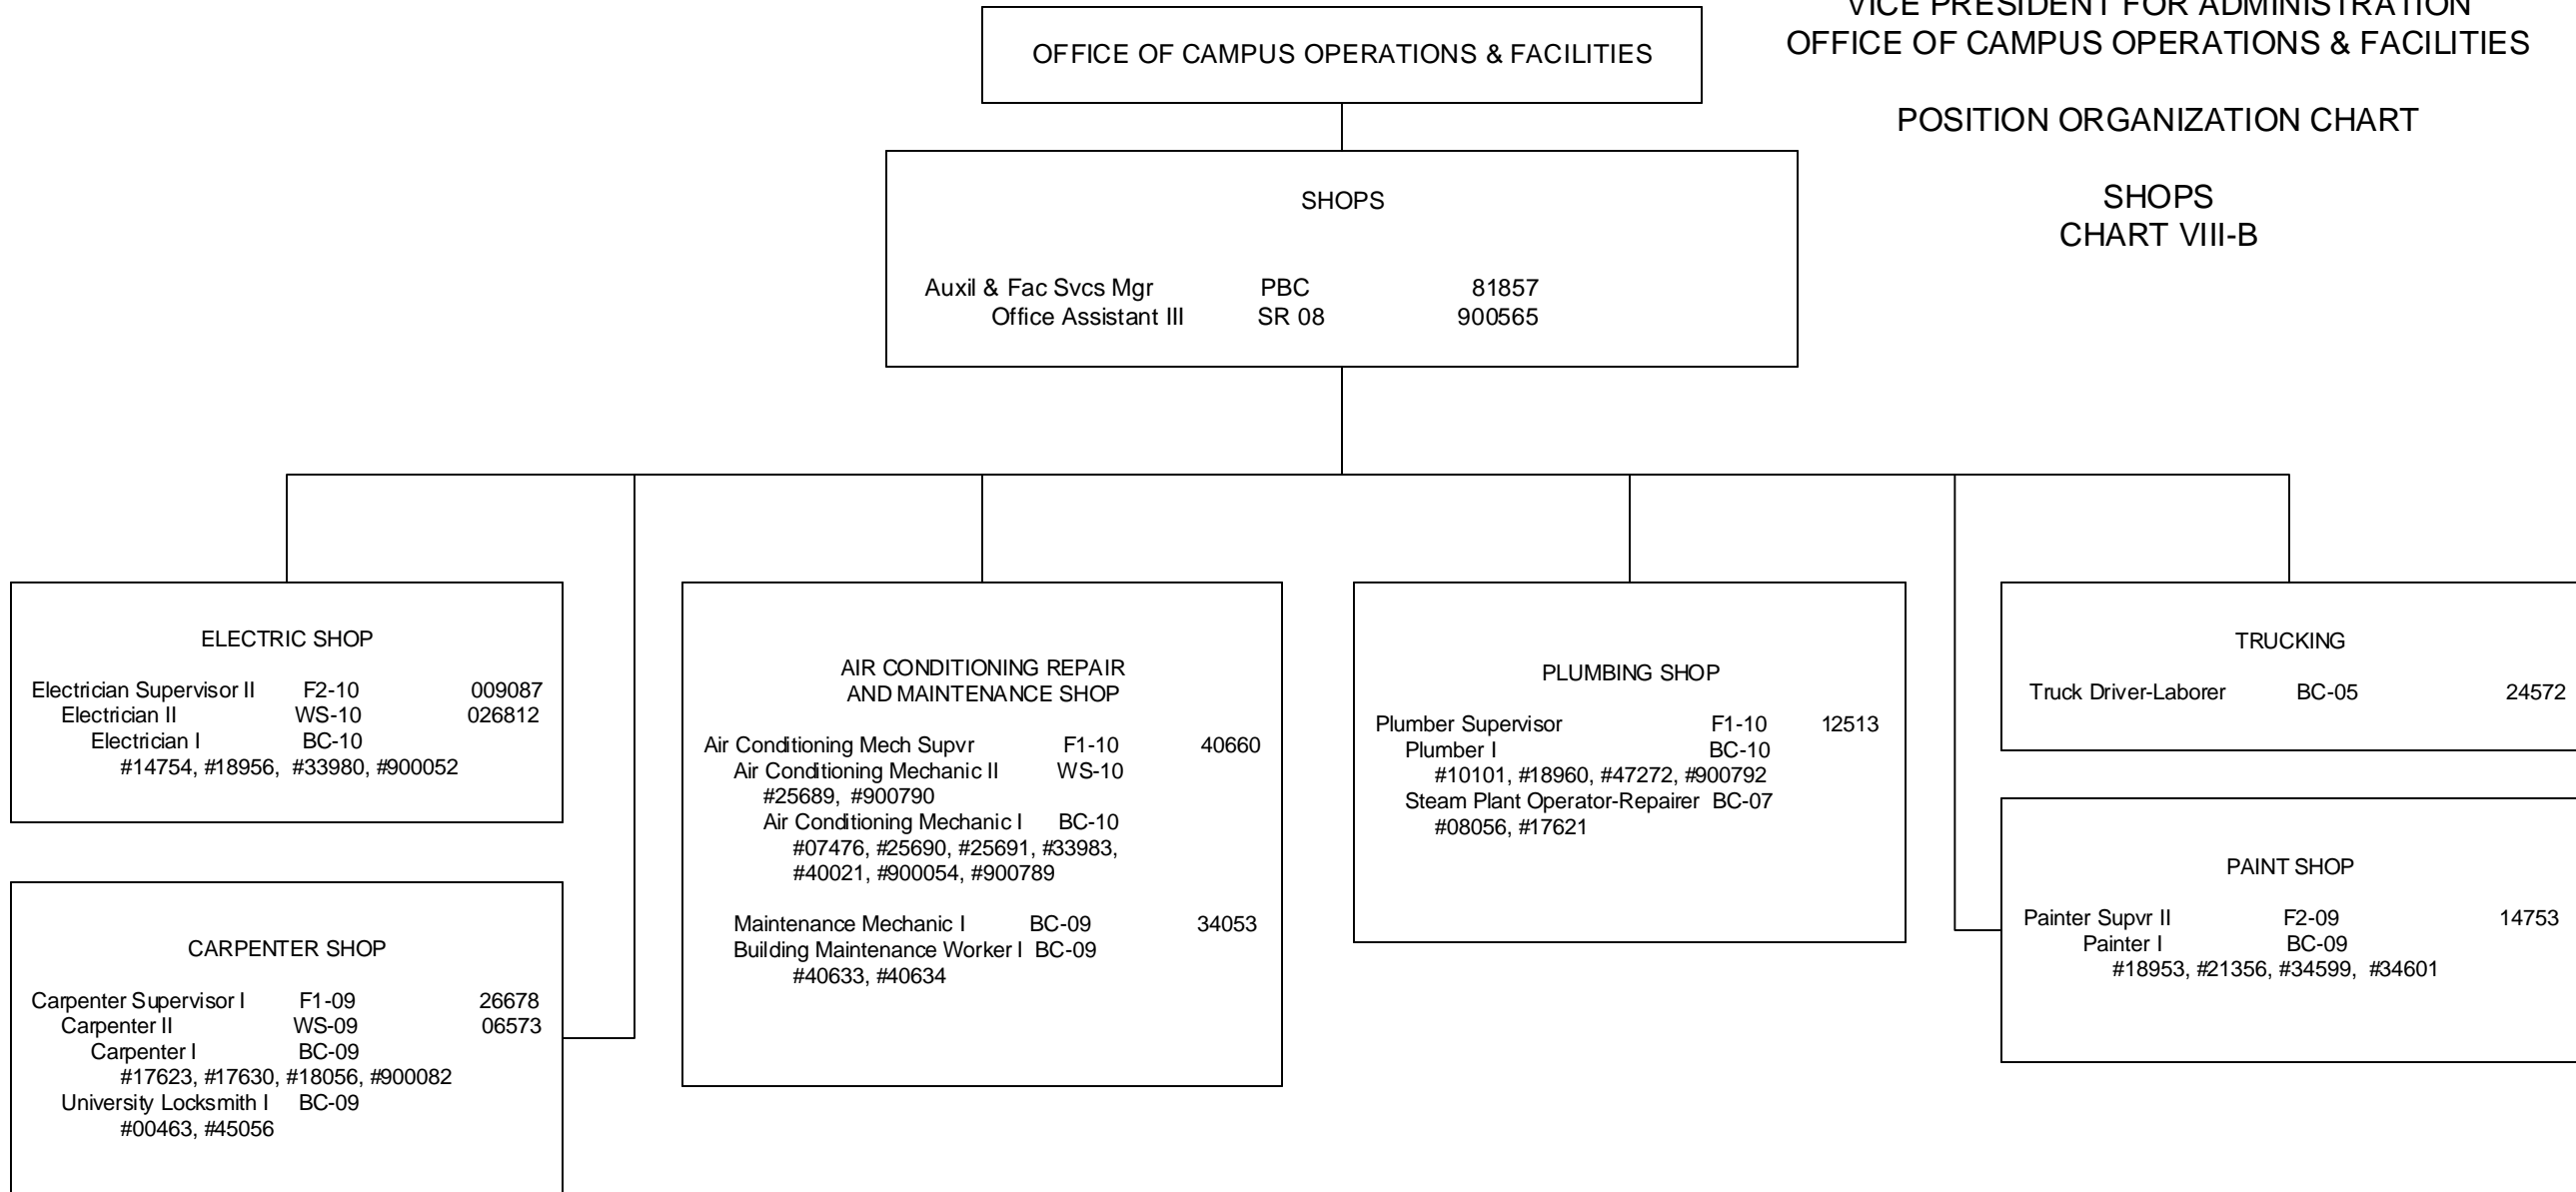 VICE PRESIDENT FOR ADMINISTRATION
OFFICE OF CAMPUS OPERATIONS & FACILITIES
POSITION ORGANIZATION CHART
SHOPS
CHART VIII-B
OFFICE OF CAMPUS OPERATIONS & FACILITIES
SHOPS
Auxil & Fac Svcs Mgr PBC 81857
Office Assistant III SR 08 900565
ELECTRIC SHOP
Electrician Supervisor II F2-10 009087
Electrician II WS-10 026812
Electrician I BC-10
#14754, #18956, #33980, #900052
CARPENTER SHOP
Carpenter Supervisor I F1-09 26678
Carpenter II WS-09 06573
Carpenter I BC-09
#17623, #17630, #18056, #900082
University Locksmith I BC-09
#00463, #45056
AIR CONDITIONING REPAIR
AND MAINTENANCE SHOP
Air Conditioning Mech Supvr F1-10 40660
Air Conditioning Mechanic II WS-10
#25689, #900790
Air Conditioning Mechanic I BC-10
#07476, #25690, #25691, #33983,
#40021, #900054, #900789
Maintenance Mechanic I BC-09 34053
Building Maintenance Worker I BC-09
#40633, #40634
PLUMBING SHOP
Plumber Supervisor F1-10 12513
Plumber I BC-10
#10101, #18960, #47272, #900792
Steam Plant Operator-Repairer BC-07
#08056, #17621
TRUCKING
Truck Driver-Laborer BC-05 24572
PAINT SHOP
Painter Supvr II F2-09 14753
Painter I BC-09
#18953, #21356, #34599, #34601